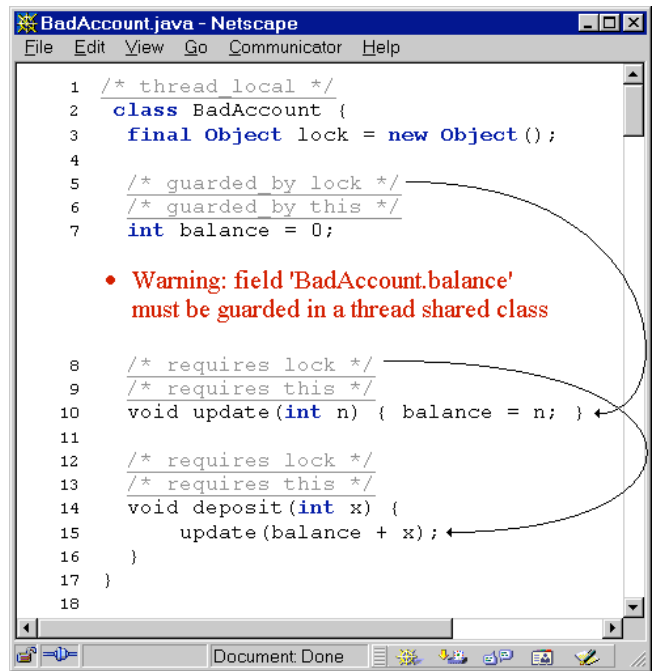 BadAccount.java - Netscape
File Edit View Go Communicator Help
1 /* thread_local */
2 class BadAccount {
3 final Object lock = new Object();
4
5 /* guarded_by lock */
6 /* guarded_by this */
7 int balance = 0;
• Warning: field 'BadAccount.balance'
must be guarded in a thread shared class
8 /* requires lock */
9 /* requires this */
10 void update(int n) { balance = n; }
11
12 /* requires lock */
13 /* requires this */
14 void deposit(int x) {
15 update(balance + x);
16 }
17 }
18
Document: Done